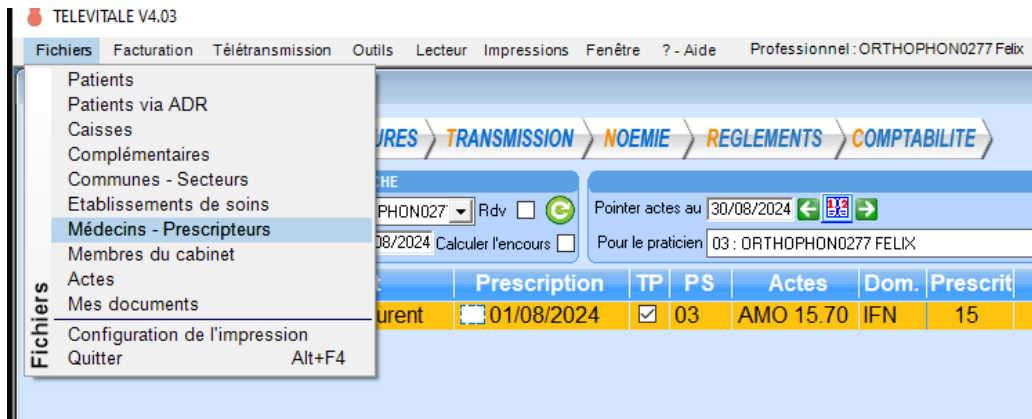 TELEVITALE V4.03
Fichiers Facturation Télétransmission Outils Lecteur Impressions Fenêtre ? - Aide Professionnel : ORTHOPHON0277 Felix
Patients
Patients via ADR
Caisses
Complémentaires
Communes - Secteurs
Etablissements de soins
Médecins - Prescripteurs
Membres du cabinet
Actes
Mes documents
Configuration de l'impression
Quitter Alt+F4
Fichiers
TRANSMISSION NOEMIE REGLEMENTS COMPTABILITE
Rdv
Pointer actes au 30/08/2024
08/2024 Calculer l'encours
Pour le praticien 03 : ORTHOPHON0277 FELIX
Prescription TP PS Actes Dom. Prescrit
01/08/2024 03 AMO 15.70 IFN 15